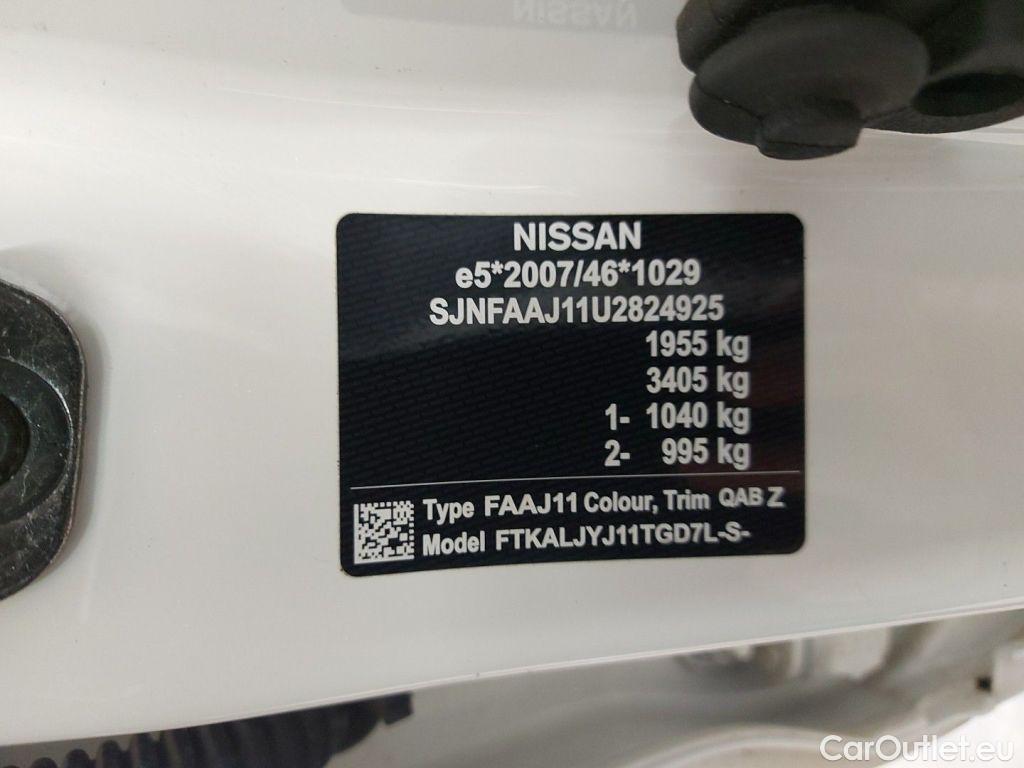 NISSAN
NISSAN
e5*2007/46*1029
SJNFAAJ11U2824925
1955 kg
3405 kg
1- 1040 kg
2- 995 kg
Type FAAJ11 Colour, Trim QAB Z
Model FTKALJYJ11TGD7L-S-
CarOutlet.eu